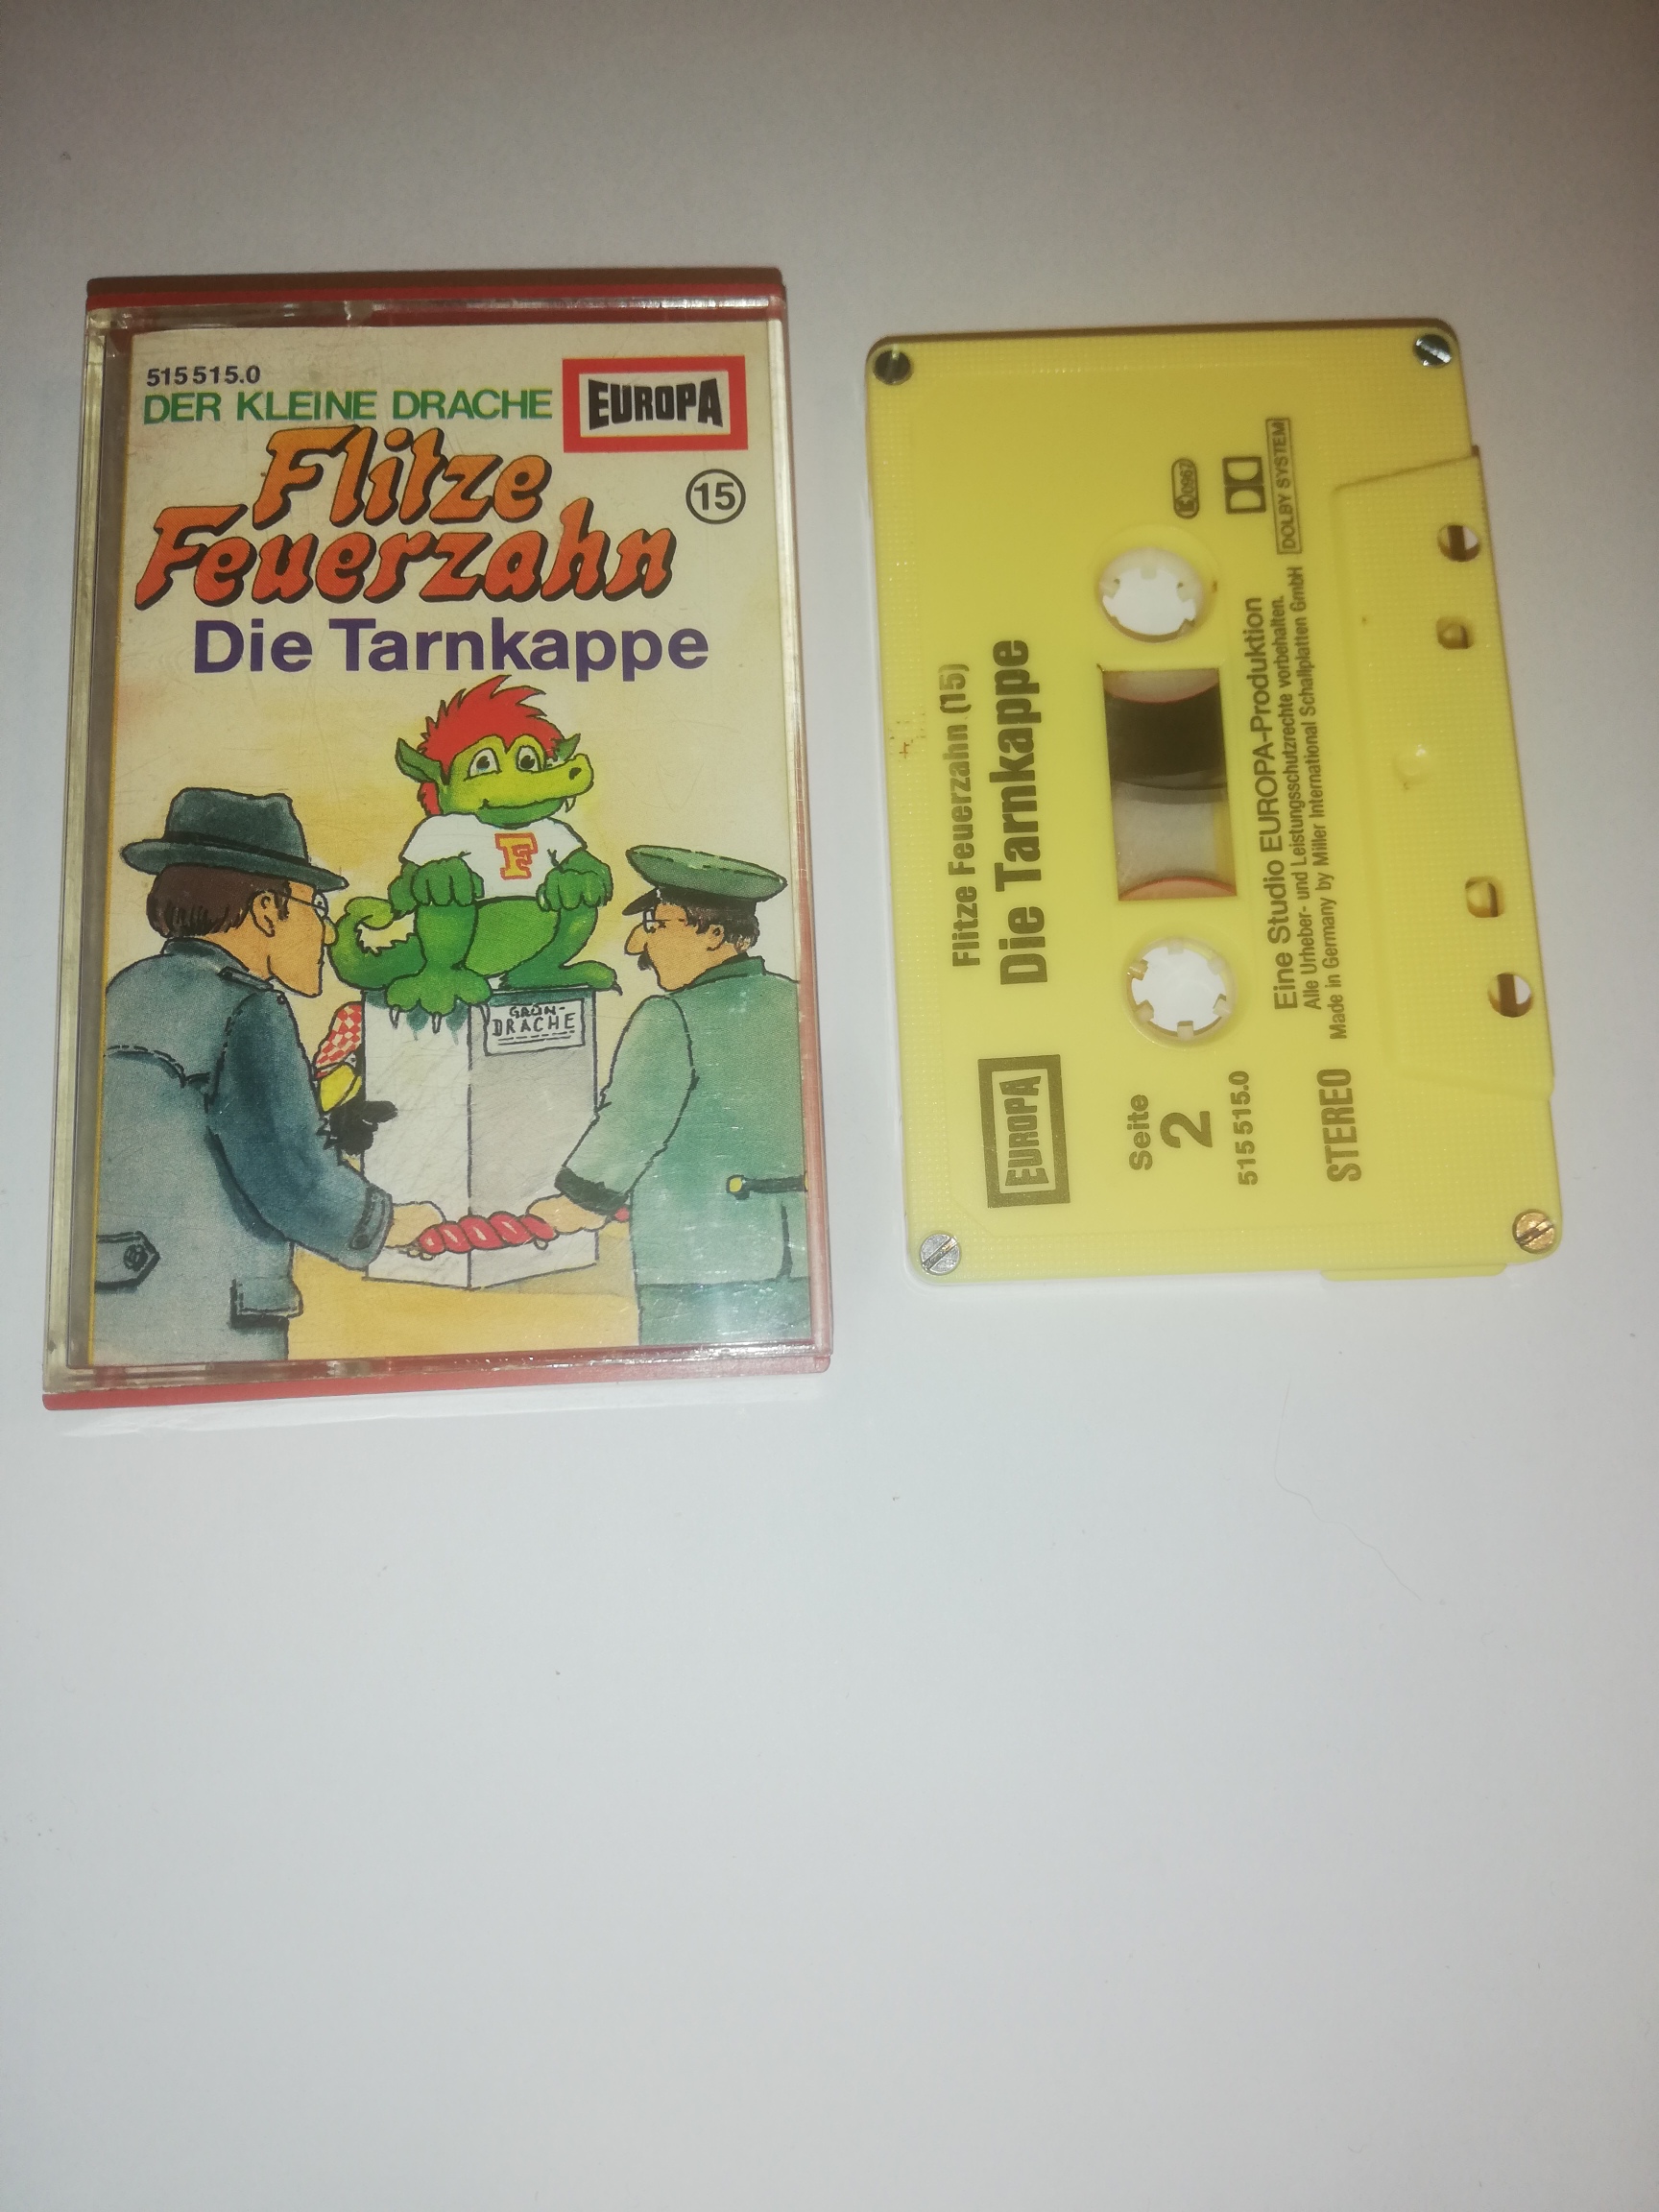 515 515.0
DER KLEINE DRACHE
EUROPA
Flitze
Feuerzahn
15
Die Tarnkappe
F
GRÜN-
DRACHE
Flitze Feuerzahn (15)
Die Tarnkappe
EUROPA
Seite
2
515 515.0
STEREO
0967
DOLBY SYSTEM
Eine Studio EUROPA-Produktion
Alle Urheber- und Leistungsschutzrechte vorbehalten.
Made in Germany by Miller International Schallplatten GmbH